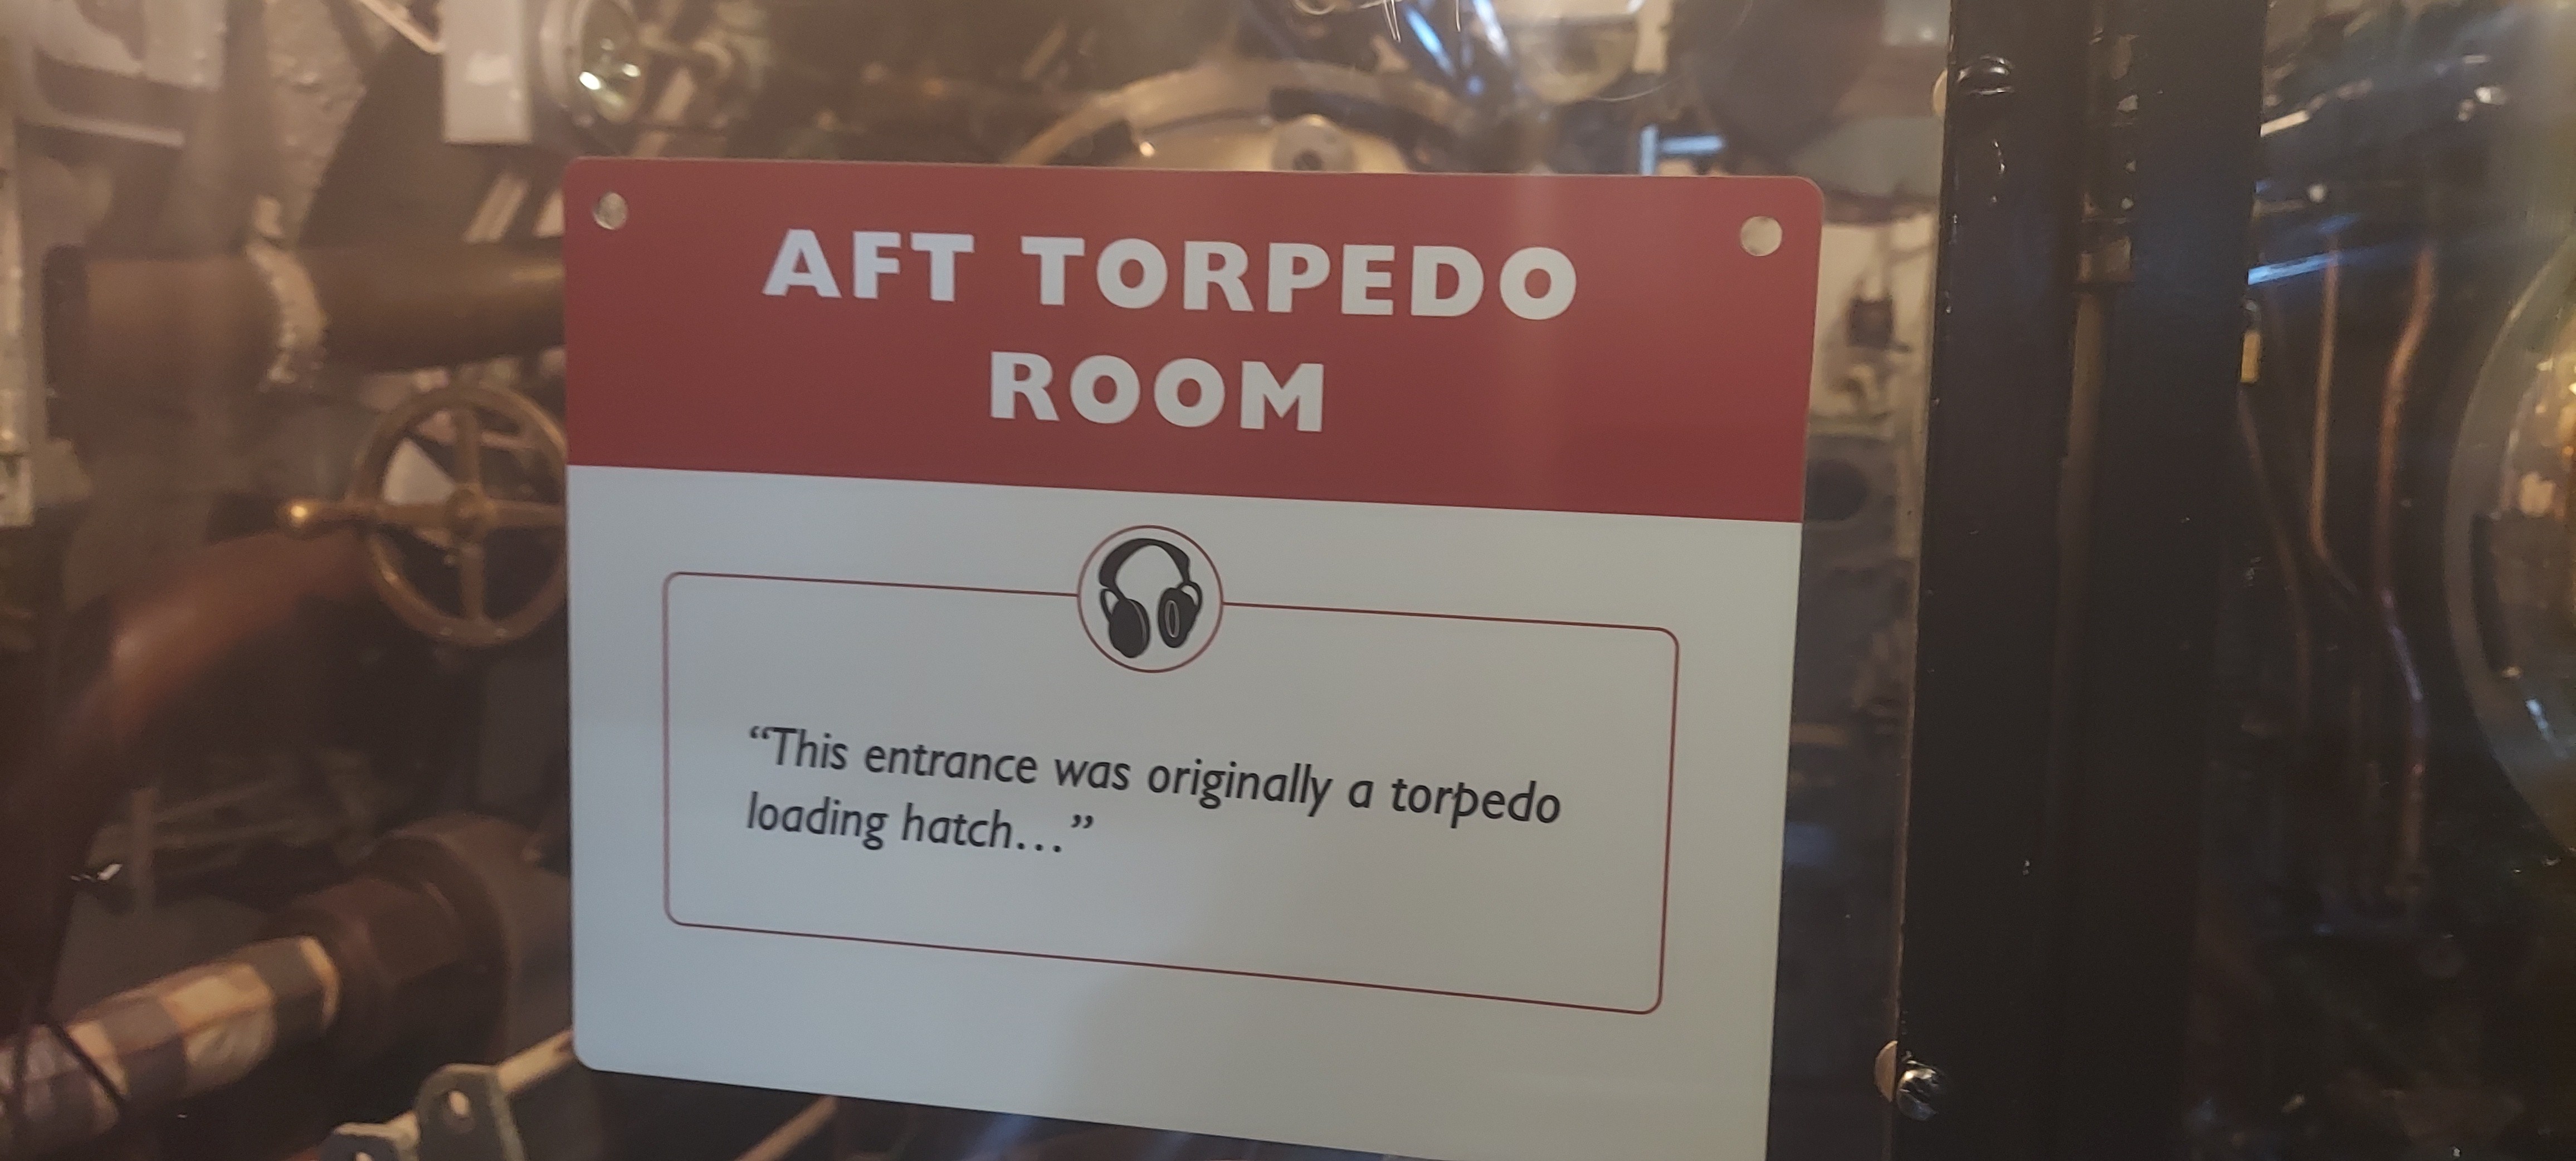 AFT TORPEDO
ROOM
“This entrance was originally a torpedo
loading hatch...”